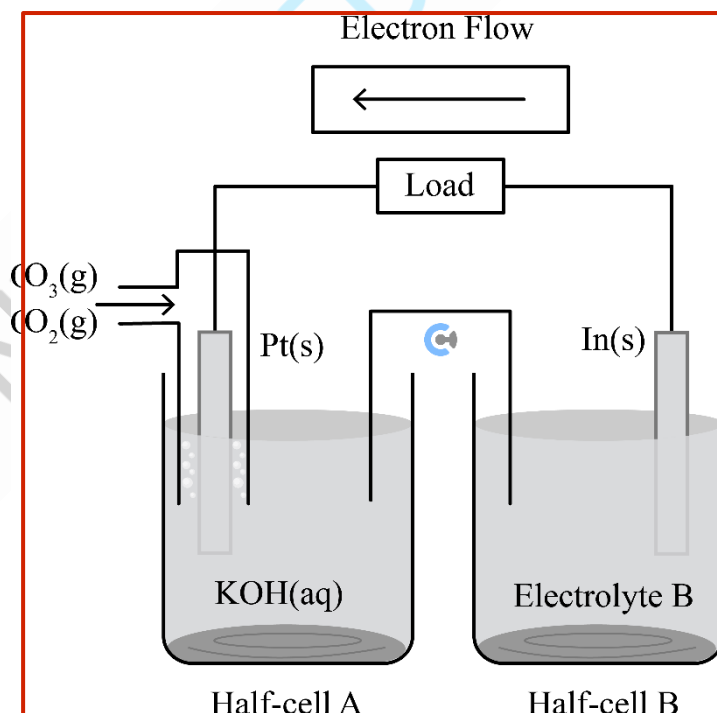 Electron Flow
Load
O₃(g)
O₂(g)
Pt(s)
In(s)
KOH(aq)
Electrolyte B
Half-cell A
Half-cell B